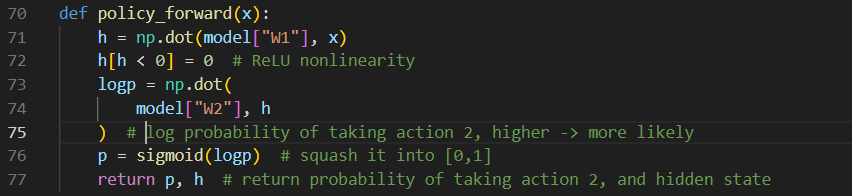 70 def policy_forward(x):
71     h = np.dot(model["W1"], x)
72     h[h < 0] = 0  # ReLU nonlinearity
73     logp = np.dot(
74         model["W2"], h
75     )  # log probability of taking action 2, higher -> more likely
76     p = sigmoid(logp)  # squash it into [0,1]
77     return p, h  # return probability of taking action 2, and hidden state